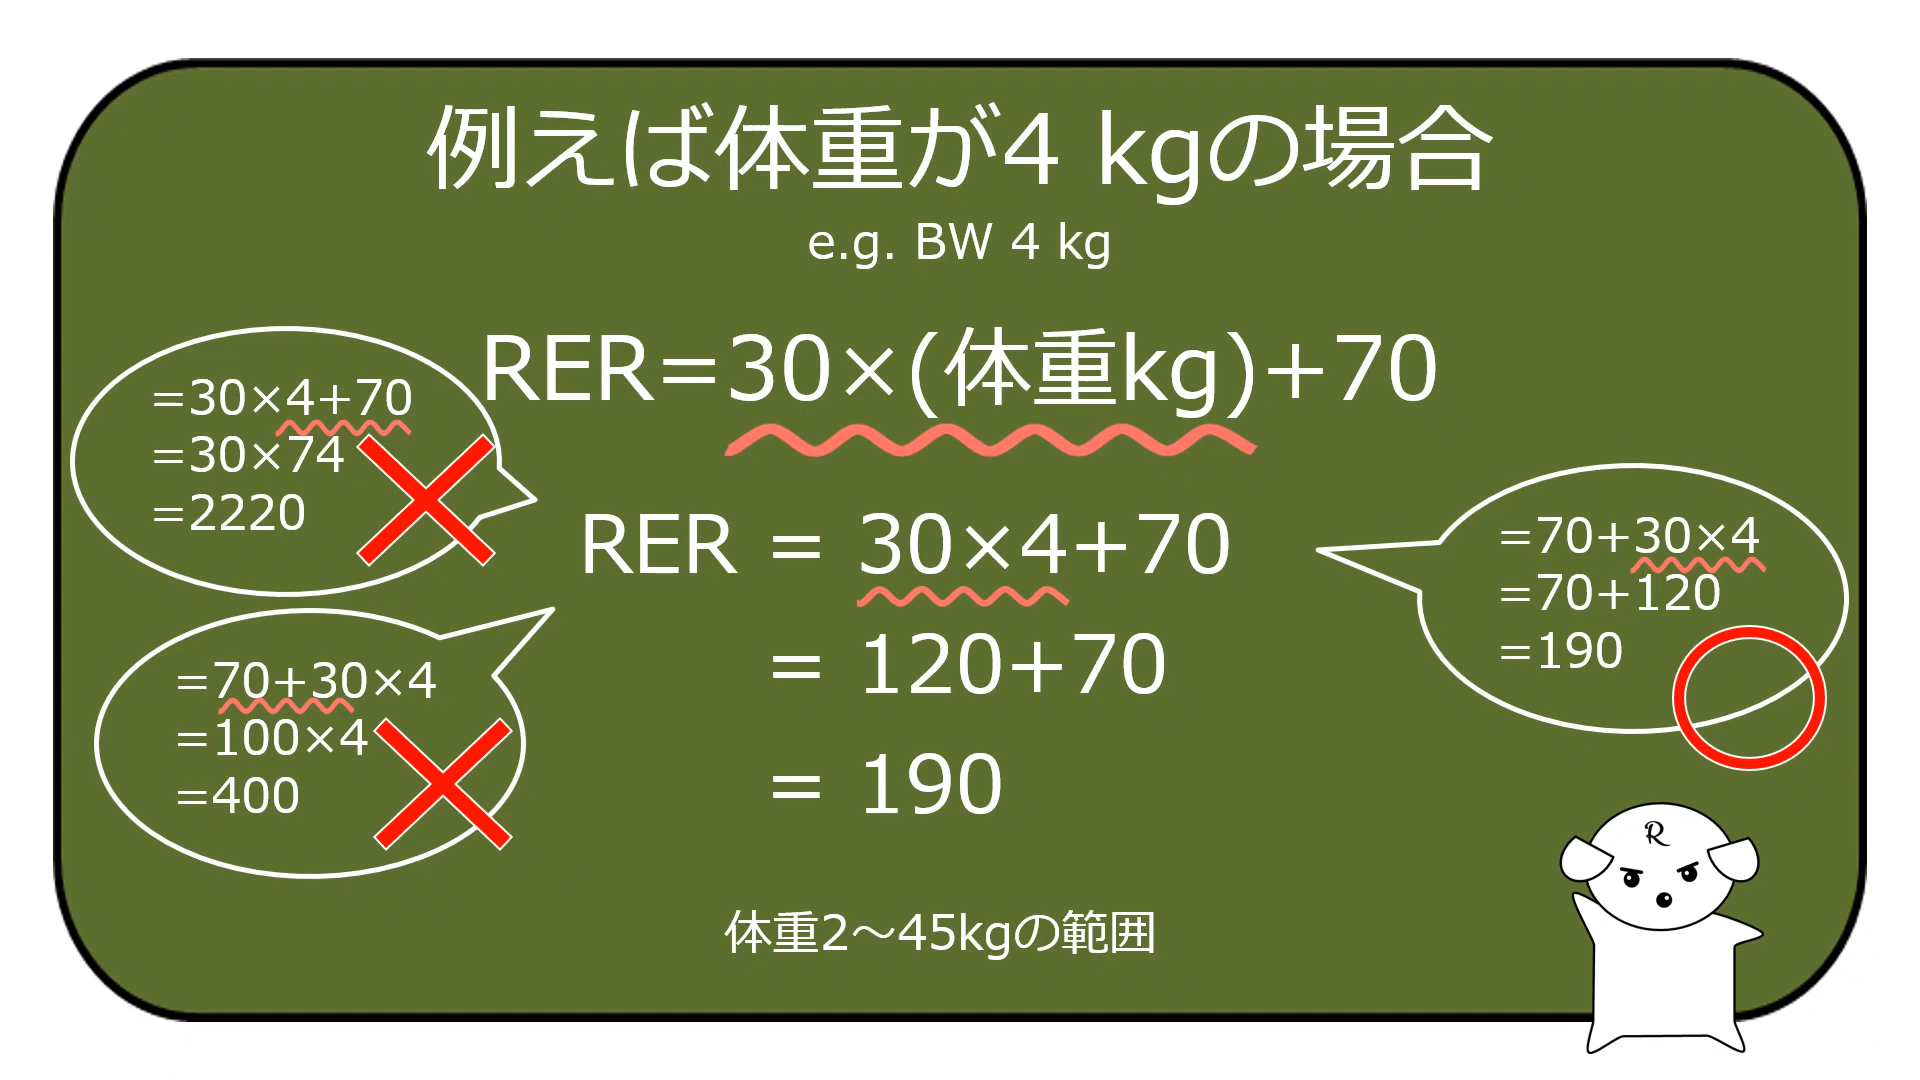 例えば体重が4 kgの場合
e.g. BW 4 kg
RER=30×(体重kg)+70
=30×4+70
=30×74
=2220
RER = 30×4+70
= 120+70
= 190
=70+30×4
=100×4
=400
=70+30×4
=70+120
=190
体重2～45kgの範囲
R